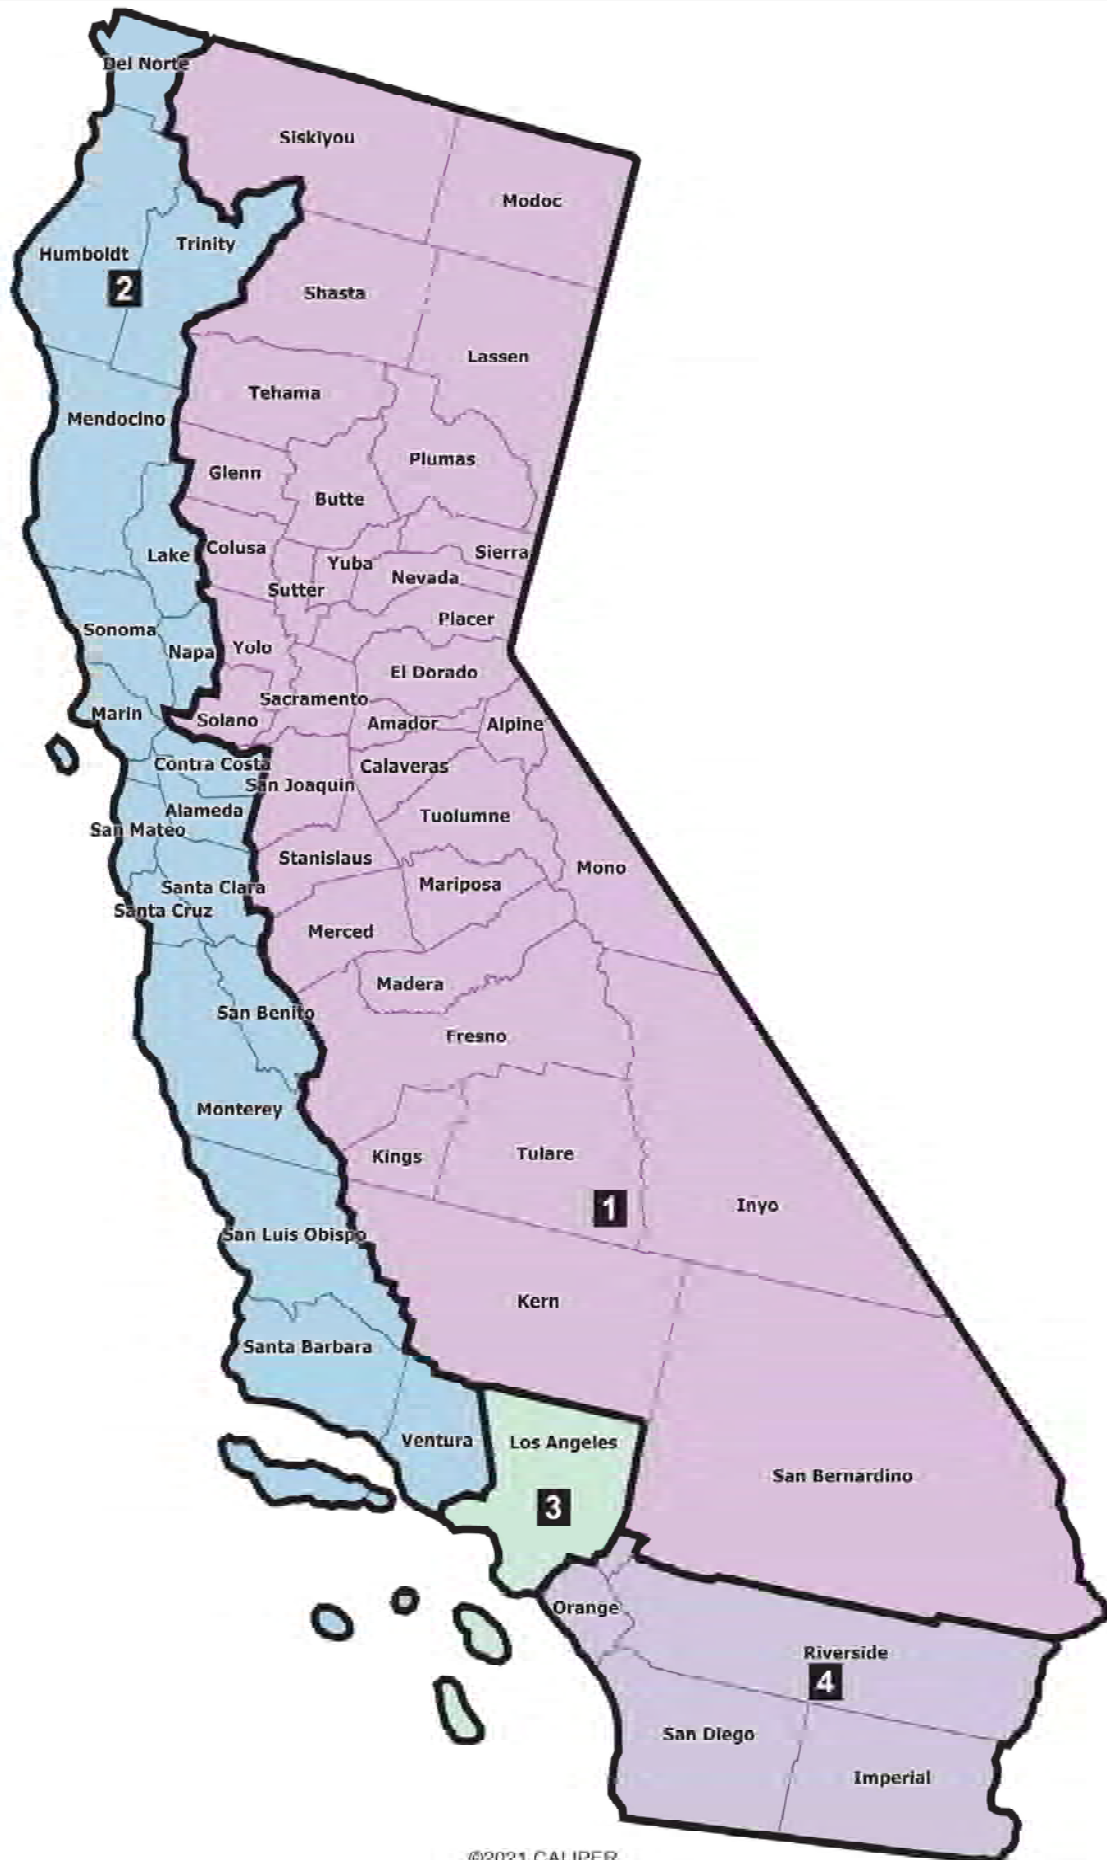 Del Norte
Siskiyou
Modoc
Humboldt
Trinity
2
Shasta
Lassen
Tehama
Mendocino
Plumas
Glenn
Butte
Colusa
Lake
Sierra
Yuba
Nevada
Sutter
Placer
Sonoma
Napa
Yolo
El Dorado
Sacramento
Marin
Solano
Amador
Alpine
Contra Costa
Calaveras
San Joaquin
Alameda
Tuolumne
San Mateo
Stanislaus
Mono
Santa Clara
Mariposa
Santa Cruz
Merced
Madera
San Benito
Fresno
Monterey
Kings
Tulare
1
Inyo
San Luis Obispo
Kern
Santa Barbara
Ventura
Los Angeles
San Bernardino
3
Orange
Riverside
4
San Diego
Imperial
©2021 CALIPER